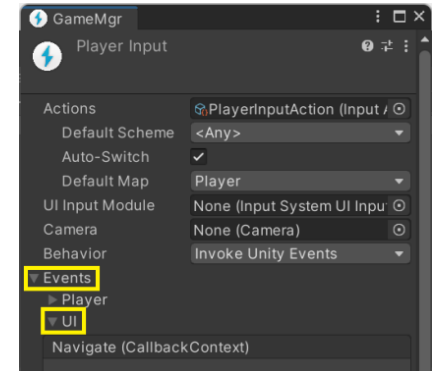 GameMgr
Player Input
Actions PlayerInputAction (Input A
Default Scheme <Any>
Auto-Switch
Default Map Player
UI Input Module None (Input System UI Inpu
Camera None (Camera)
Behavior Invoke Unity Events
Events
Player
UI
Navigate (CallbackContext)